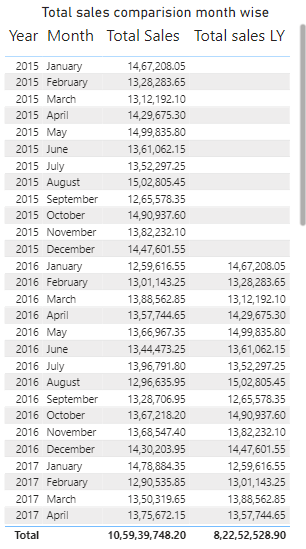 Total sales comparision month wise
Year Month Total Sales Total sales LY
2015 January 14,67,208.05
2015 February 13,28,283.65
2015 March 13,12,192.10
2015 April 14,29,675.30
2015 May 14,99,835.80
2015 June 13,61,062.15
2015 July 13,52,297.25
2015 August 15,02,805.45
2015 September 12,65,578.35
2015 October 14,90,937.60
2015 November 13,82,232.10
2015 December 14,47,601.55
2016 January 12,59,616.55 14,67,208.05
2016 February 13,01,143.25 13,28,283.65
2016 March 13,88,562.85 13,12,192.10
2016 April 13,57,744.65 14,29,675.30
2016 May 13,66,967.35 14,99,835.80
2016 June 13,44,473.25 13,61,062.15
2016 July 13,96,791.80 13,52,297.25
2016 August 12,96,635.95 15,02,805.45
2016 September 13,28,706.95 12,65,578.35
2016 October 13,67,218.20 14,90,937.60
2016 November 13,68,547.40 13,82,232.10
2016 December 14,30,203.95 14,47,601.55
2017 January 14,78,884.35 12,59,616.55
2017 February 12,90,535.85 13,01,143.25
2017 March 13,50,319.65 13,88,562.85
2017 April 13,75,672.15 13,57,744.65
Total 10,59,39,748.20 8,22,52,528.90